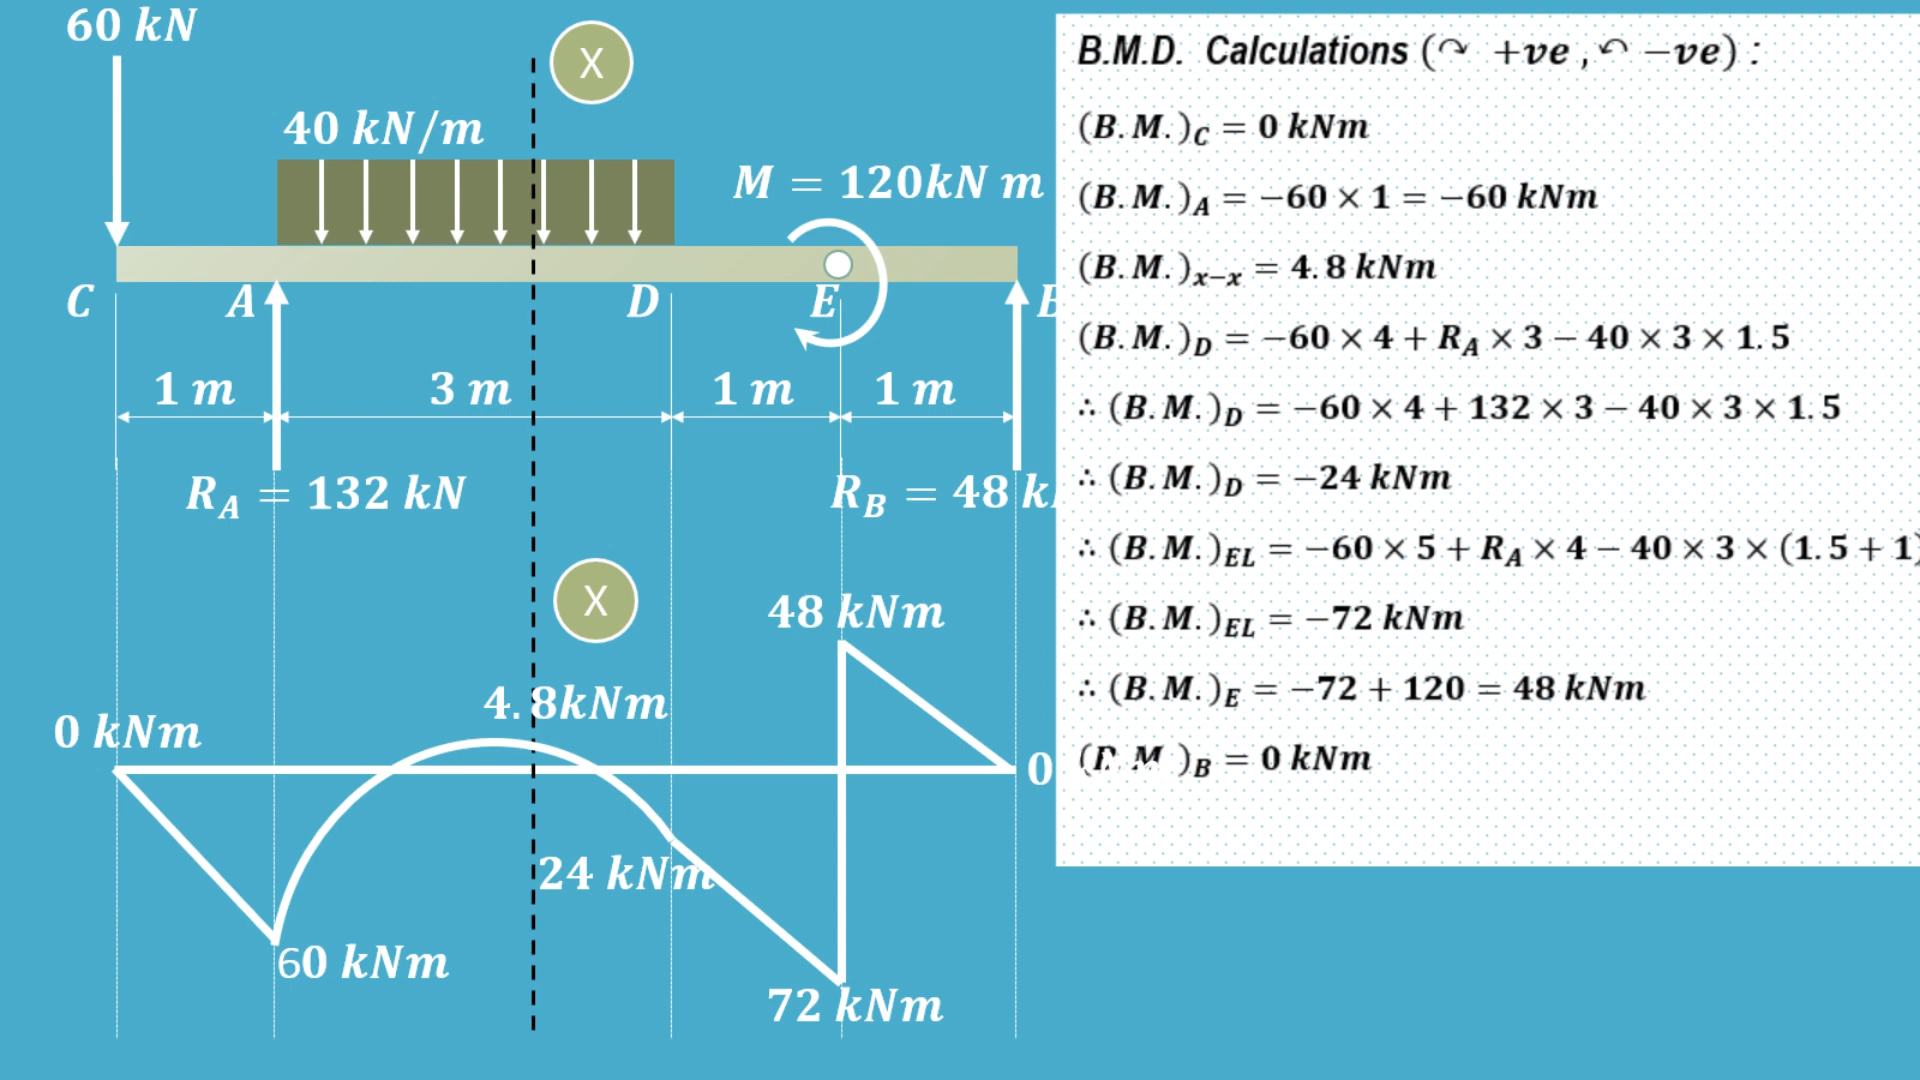 60 kN
X
40 kN/m
M = 120kN m
C
A
D
E
1 m
3 m
1 m
1 m
R_A = 132 kN
R_B = 48
X
48 kNm
4.8kNm
0 kNm
0
24 kNm
60 kNm
72 kNm
B.M.D. Calculations (↷ +ve , ↶ −ve) :
(B.M.)_C = 0 kNm
(B.M.)_A = −60 × 1 = −60 kNm
(B.M.)_x−x = 4.8 kNm
(B.M.)_D = −60 × 4 + R_A × 3 − 40 × 3 × 1.5
∴ (B.M.)_D = −60 × 4 + 132 × 3 − 40 × 3 × 1.5
∴ (B.M.)_D = −24 kNm
∴ (B.M.)_EL = −60 × 5 + R_A × 4 − 40 × 3 × (1.5 + 1)
∴ (B.M.)_EL = −72 kNm
∴ (B.M.)_E = −72 + 120 = 48 kNm
)_B = 0 kNm